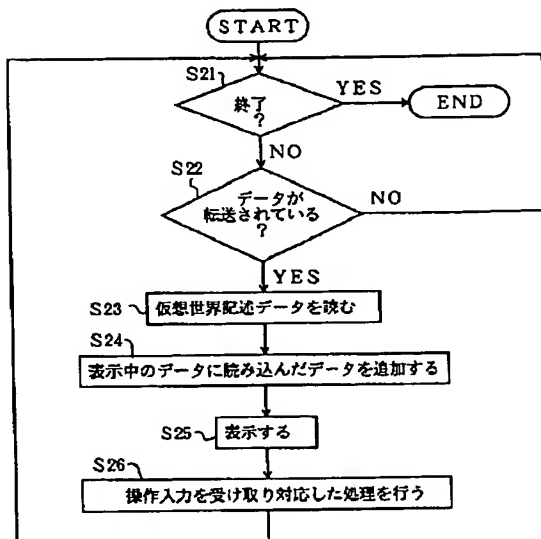 START
S21
終了
?
YES
END
NO
S22
データが
転送されている
?
NO
YES
S23
仮想世界記述データを読む
S24
表示中のデータに読み込んだデータを追加する
S25
表示する
S26
操作入力を受け取り対応した処理を行う